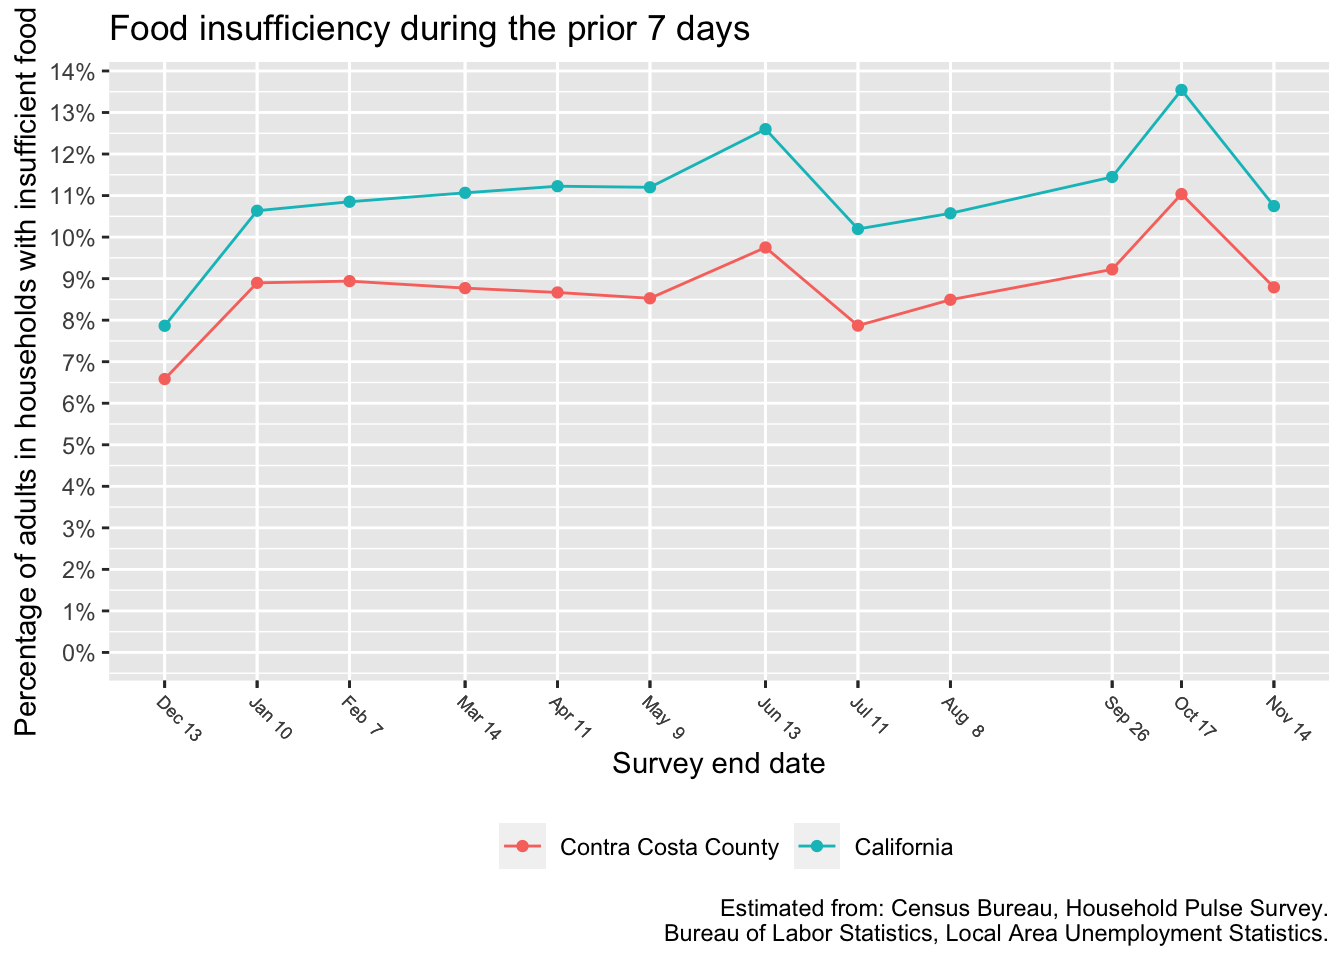 Food insufficiency during the prior 7 days
Percentage of adults in households with insufficient food
14%
13%
12%
11%
10%
9%
8%
7%
6%
5%
4%
3%
2%
1%
0%
Dec 13
Jan 10
Feb 7
Mar 14
Apr 11
May 9
Jun 13
Jul 11
Aug 8
Sep 26
Oct 17
Nov 14
Survey end date
Contra Costa County
California
Estimated from: Census Bureau, Household Pulse Survey.
Bureau of Labor Statistics, Local Area Unemployment Statistics.